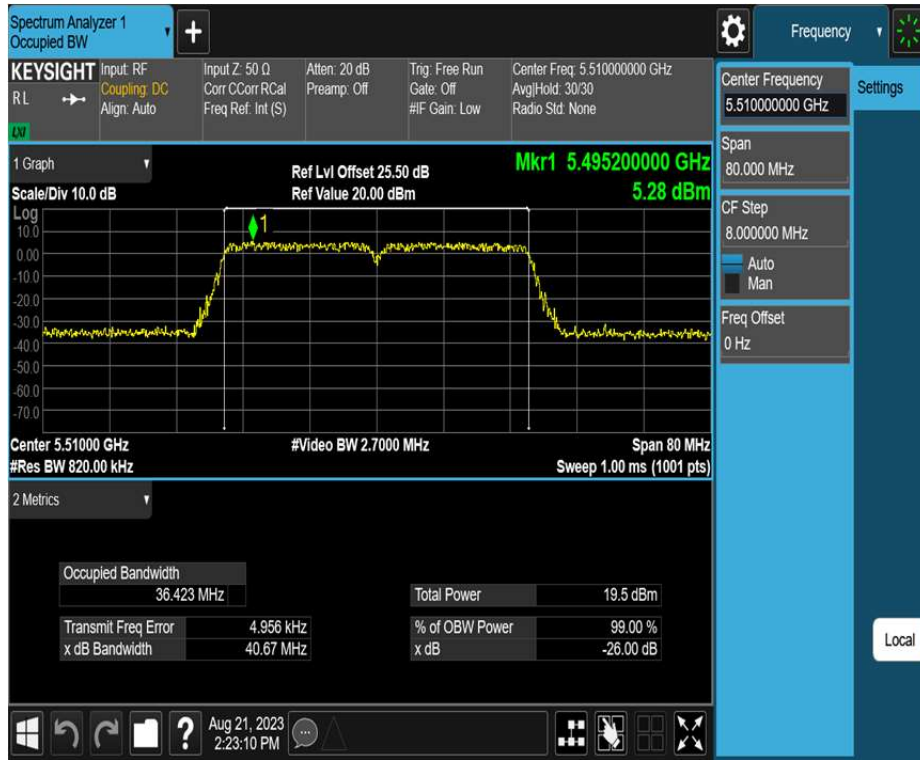 Spectrum Analyzer 1
Occupied BW
+
Frequency
KEYSIGHT
RL
LXI
Input: RF
Coupling: DC
Align: Auto
Input Z: 50 Ω
Corr CCorr RCal
Freq Ref: Int (S)
Atten: 20 dB
Preamp: Off
Trig: Free Run
Gate: Off
#IF Gain: Low
Center Freq: 5.510000000 GHz
Avg|Hold: 30/30
Radio Std: None
Center Frequency
5.510000000 GHz
Settings
Span
80.000 MHz
CF Step
8.000000 MHz
Auto
Man
Freq Offset
0 Hz
Local
1 Graph
Scale/Div 10.0 dB
Ref Lvl Offset 25.50 dB
Ref Value 20.00 dBm
Mkr1 5.495200000 GHz
5.28 dBm
Log
10.0
0.00
-10.0
-20.0
-30.0
-40.0
-50.0
-60.0
-70.0
1
Center 5.51000 GHz
#Video BW 2.7000 MHz
Span 80 MHz
#Res BW 820.00 kHz
Sweep 1.00 ms (1001 pts)
2 Metrics
Occupied Bandwidth
36.423 MHz
Total Power 19.5 dBm
Transmit Freq Error 4.956 kHz
% of OBW Power 99.00 %
x dB Bandwidth 40.67 MHz
x dB -26.00 dB
?
Aug 21, 2023
2:23:10 PM